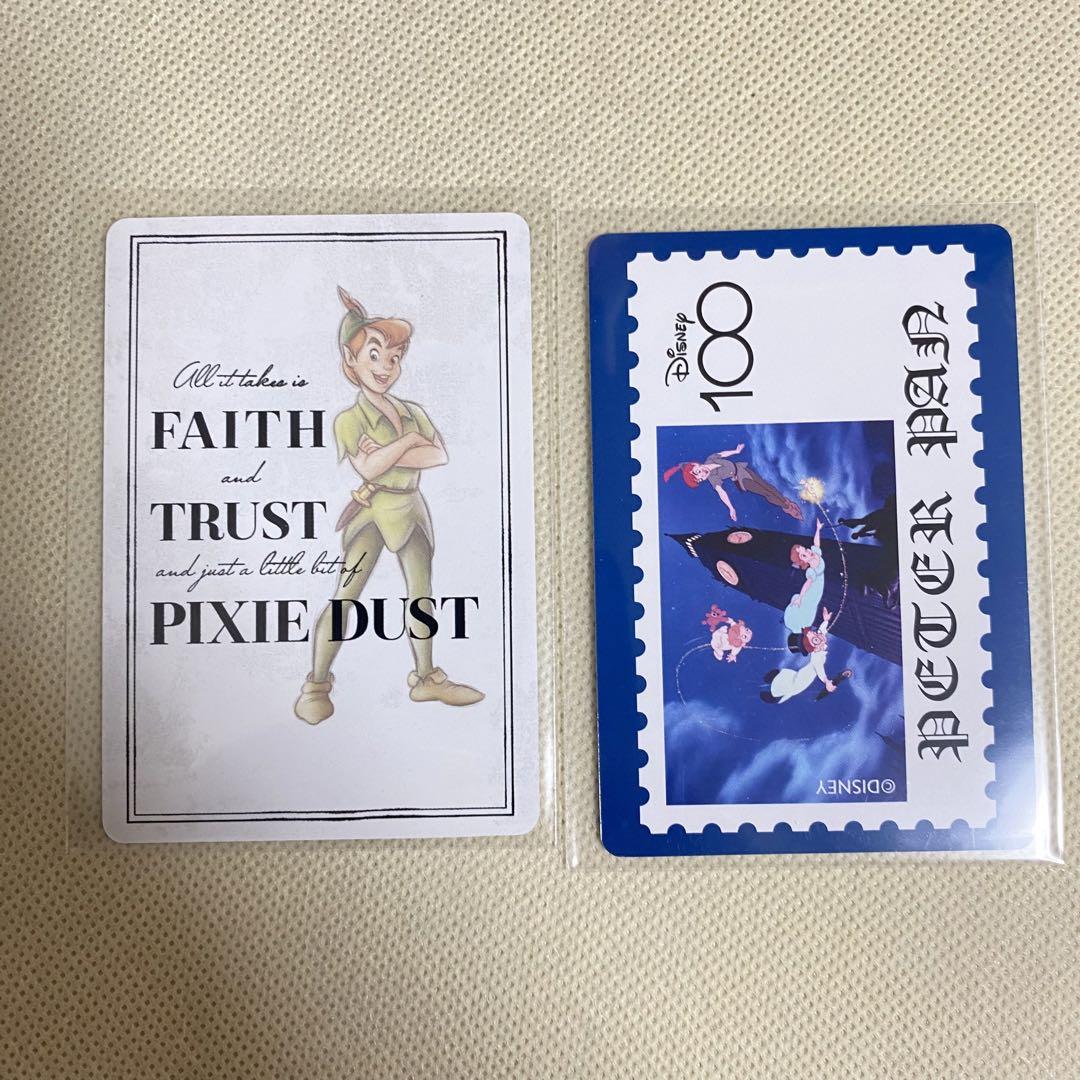 All it takes is
FAITH
and
TRUST
and just a little bit of
PIXIE DUST
Disney
100
PETER PAN
©DISNEY